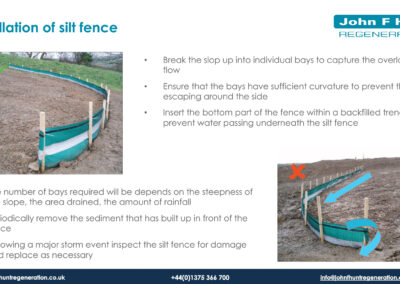 llation of silt fence
John F H
REGENERA
• Break the slop up into individual bays to capture the overla
flow
• Ensure that the bays have sufficient curvature to prevent th
escaping around the side
• Insert the bottom part of the fence within a backfilled tren
prevent water passing underneath the silt fence
e number of bays required will be depends on the steepness of
slope, the area drained, the amount of rainfall
iodically remove the sediment that has built up in front of the
ce
owing a major storm event inspect the silt fence for damage
d replace as necessary
huntregeneration.co.uk
+44(0)1375 366 700
info@johnfhuntregeneration.co